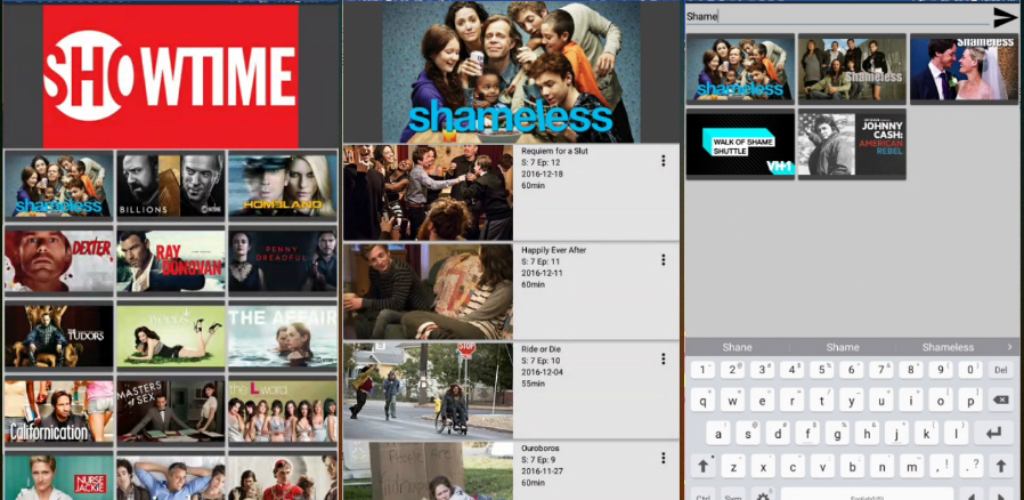 SHOWTIME
shameless
BILLIONS
SHOWTIME
HOMELAND
DEXTER
RAY
DONOVAN
PENNY
DREADFUL
THE
TUDORS
weeds
THE AFFAIR
Californication
MASTERS
of SEX
the L word
NURSE
JACKIE
shameless
Requiem for a Slut
S: 7 Ep: 12
2016-12-18
60min
Happily Ever After
S: 7 Ep: 11
2016-12-11
60min
STOP
Ride or Die
S: 7 Ep: 10
2016-12-04
55min
People Are
Ouroboros
S: 7 Ep: 9
2016-11-27
60min
Shame
shameless
Shameless
Shameless
WALK OF SHAME
SHUTTLE
VH1
JOHNNY
CASH:
AMERICAN
REBEL
Shane Shame Shameless
1 2 3 4 5 6 7 8 9 0 Del
q w e r t y u i o p
a s d f g h j k l
z x c v b n m , ! . ?
Ctrl Sym English(US)